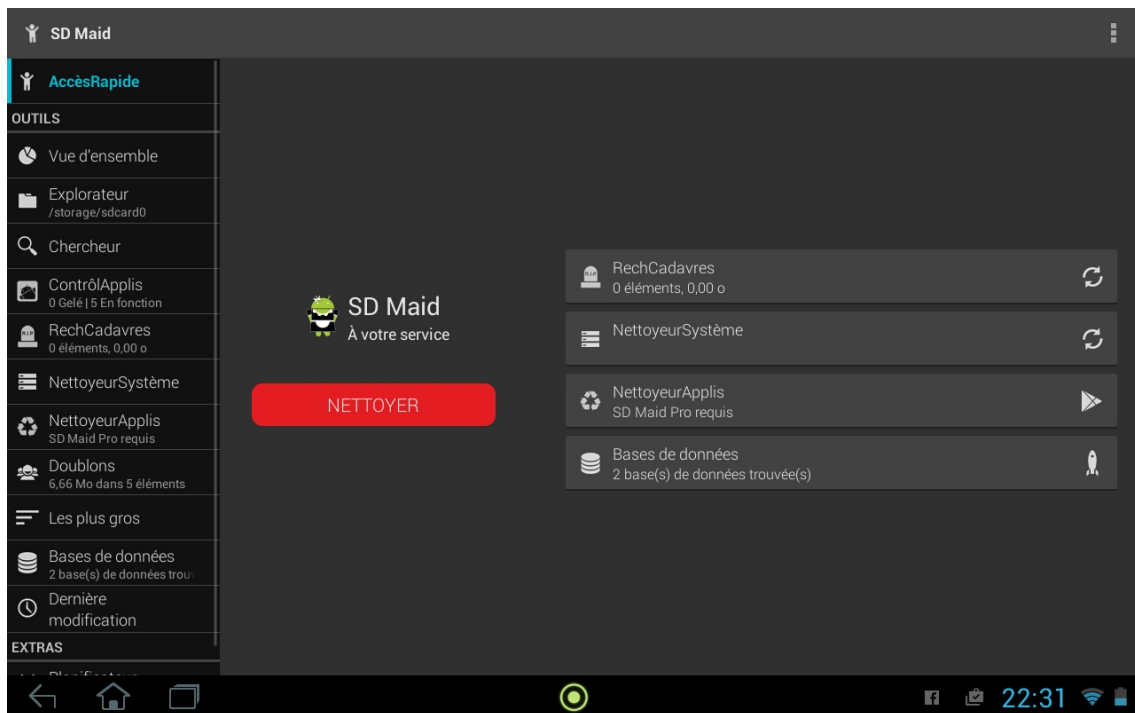 SD Maid
AccèsRapide
OUTILS
Vue d'ensemble
Explorateur
/storage/sdcard0
Chercheur
ContrôlApplis
0 Gelé | 5 En fonction
RechCadavres
0 éléments, 0,00 o
NettoyeurSystème
NettoyeurApplis
SD Maid Pro requis
Doublons
6,66 Mo dans 5 éléments
Les plus gros
Bases de données
2 base(s) de données trouv
Dernière
modification
EXTRAS
SD Maid
À votre service
NETTOYER
RechCadavres
0 éléments, 0,00 o
NettoyeurSystème
NettoyeurApplis
SD Maid Pro requis
Bases de données
2 base(s) de données trouvée(s)
22:31